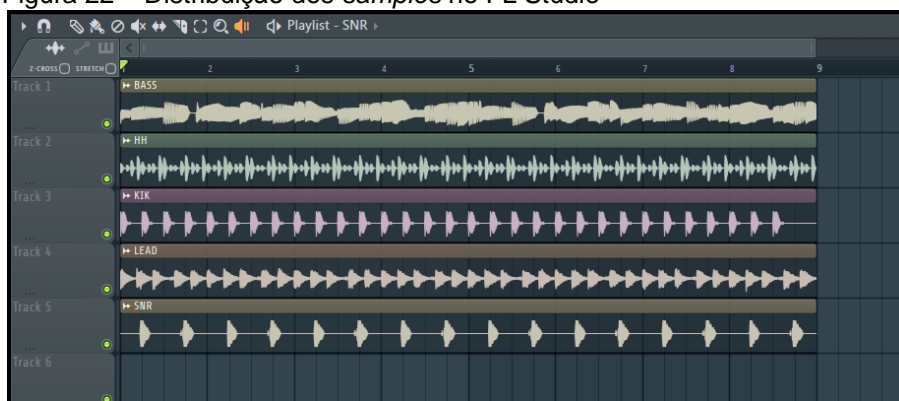 Figura 22 – Distribuição dos samples no FL Studio
Playlist - SNR
Z-CROSS STRETCH
1 2 3 4 5 6 7 8 9
Track 1 BASS
Track 2 HH
Track 3 KIK
Track 4 LEAD
Track 5 SNR
Track 6